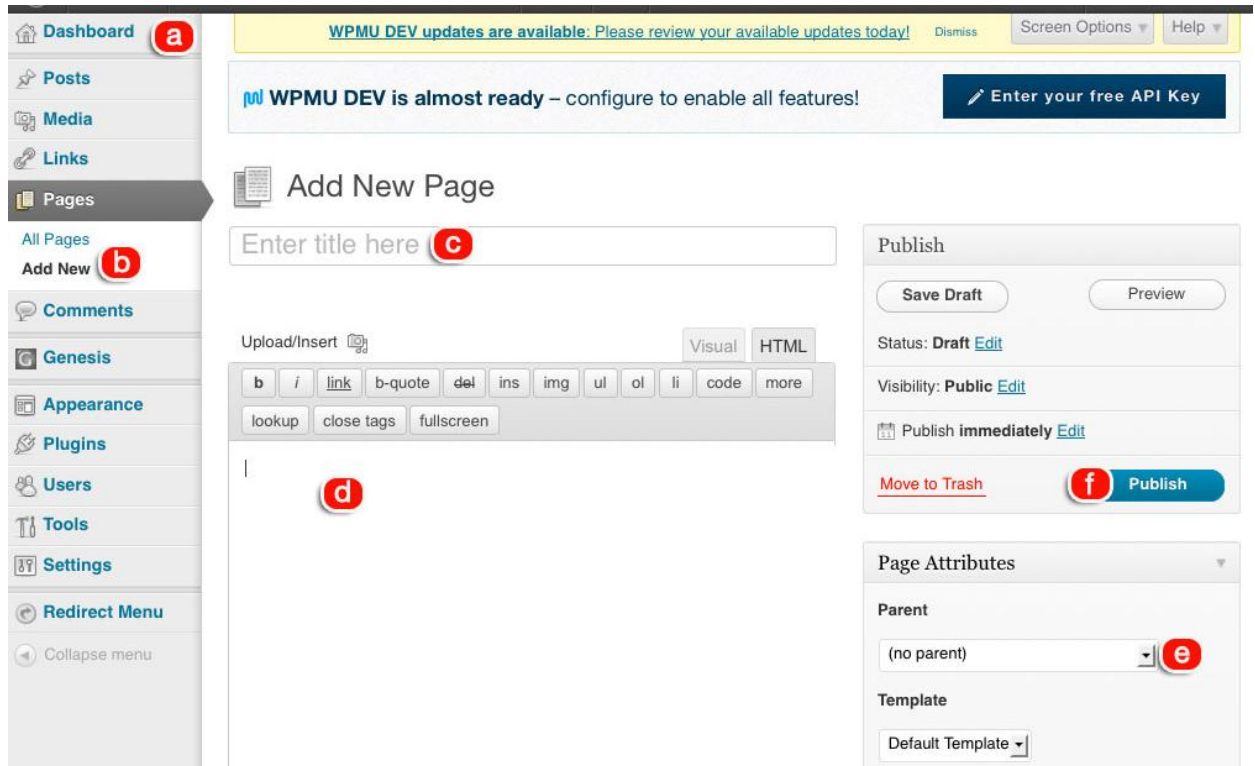 Dashboard
a
Posts
Media
Links
Pages
All Pages
Add New
b
Comments
Genesis
Appearance
Plugins
Users
Tools
Settings
Redirect Menu
Collapse menu
WPMU DEV updates are available: Please review your available updates today! Dismiss
Screen Options
Help
WPMU DEV is almost ready – configure to enable all features!
Enter your free API Key
Add New Page
Enter title here
c
Upload/Insert
Visual
HTML
b i link b-quote del ins img ul ol li code more
lookup close tags fullscreen
d
Publish
Save Draft
Preview
Status: Draft Edit
Visibility: Public Edit
Publish immediately Edit
Move to Trash
f
Publish
Page Attributes
Parent
(no parent)
e
Template
Default Template